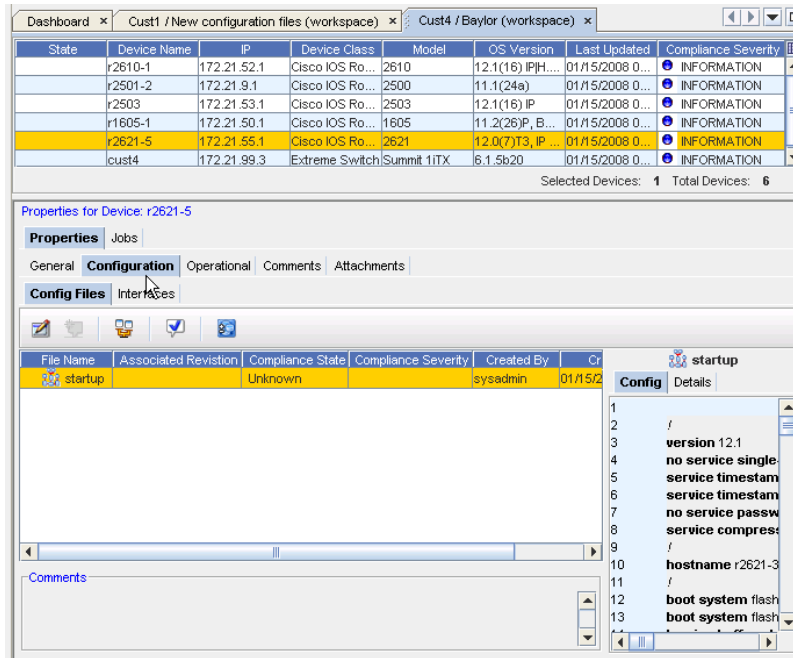 Dashboard × Cust1 / New configuration files (workspace) × Cust4 / Baylor (workspace) ×
State Device Name IP Device Class Model OS Version Last Updated Compliance Severity
r2610-1 172.21.52.1 Cisco IOS Ro... 2610 12.1(16) IP|H... 01/15/2008 0... INFORMATION
r2501-2 172.21.9.1 Cisco IOS Ro... 2500 11.1(24a) 01/15/2008 0... INFORMATION
r2503 172.21.53.1 Cisco IOS Ro... 2503 12.1(16) IP 01/15/2008 0... INFORMATION
r1605-1 172.21.50.1 Cisco IOS Ro... 1605 11.2(26)P, B... 01/15/2008 0... INFORMATION
r2621-5 172.21.55.1 Cisco IOS Ro... 2621 12.0(7)T3, IP ... 01/15/2008 0... INFORMATION
cust4 172.21.99.3 Extreme Switch Summit 1iTX 6.1.5b20 01/15/2008 0... INFORMATION
Selected Devices: 1 Total Devices: 6
Properties for Device: r2621-5
Properties Jobs
General Configuration Operational Comments Attachments
Config Files Interfaces
File Name Associated Revistion Compliance State Compliance Severity Created By Cr
startup Unknown sysadmin 01/15/2
startup
Config Details
1
2 !
3 version 12.1
4 no service single-
5 service timestam
6 service timestam
7 no service passw
8 service compress
9 !
10 hostname r2621-3
11 !
12 boot system flash
13 boot system flash
Comments